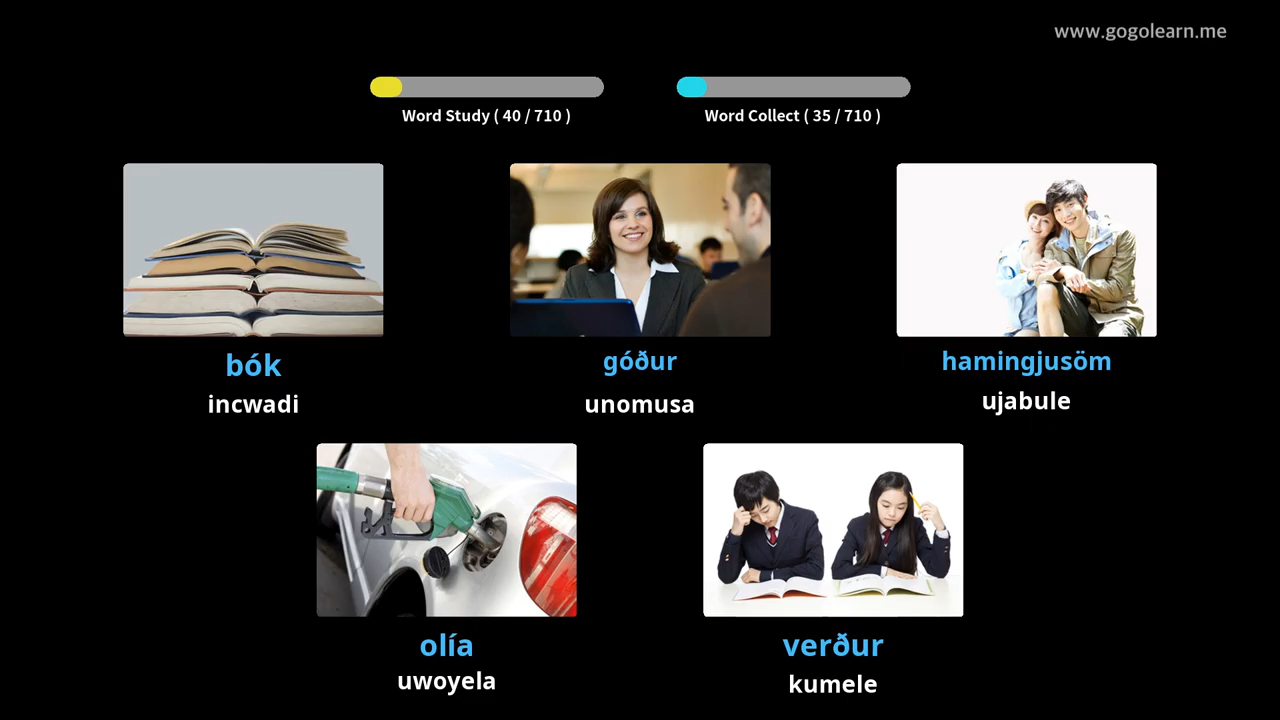 www.gogolearn.me
Word Study ( 40 / 710 )
Word Collect ( 35 / 710 )
bók
incwadi
góður
unomusa
hamingjusöm
ujabule
olía
uwoyela
verður
kumele